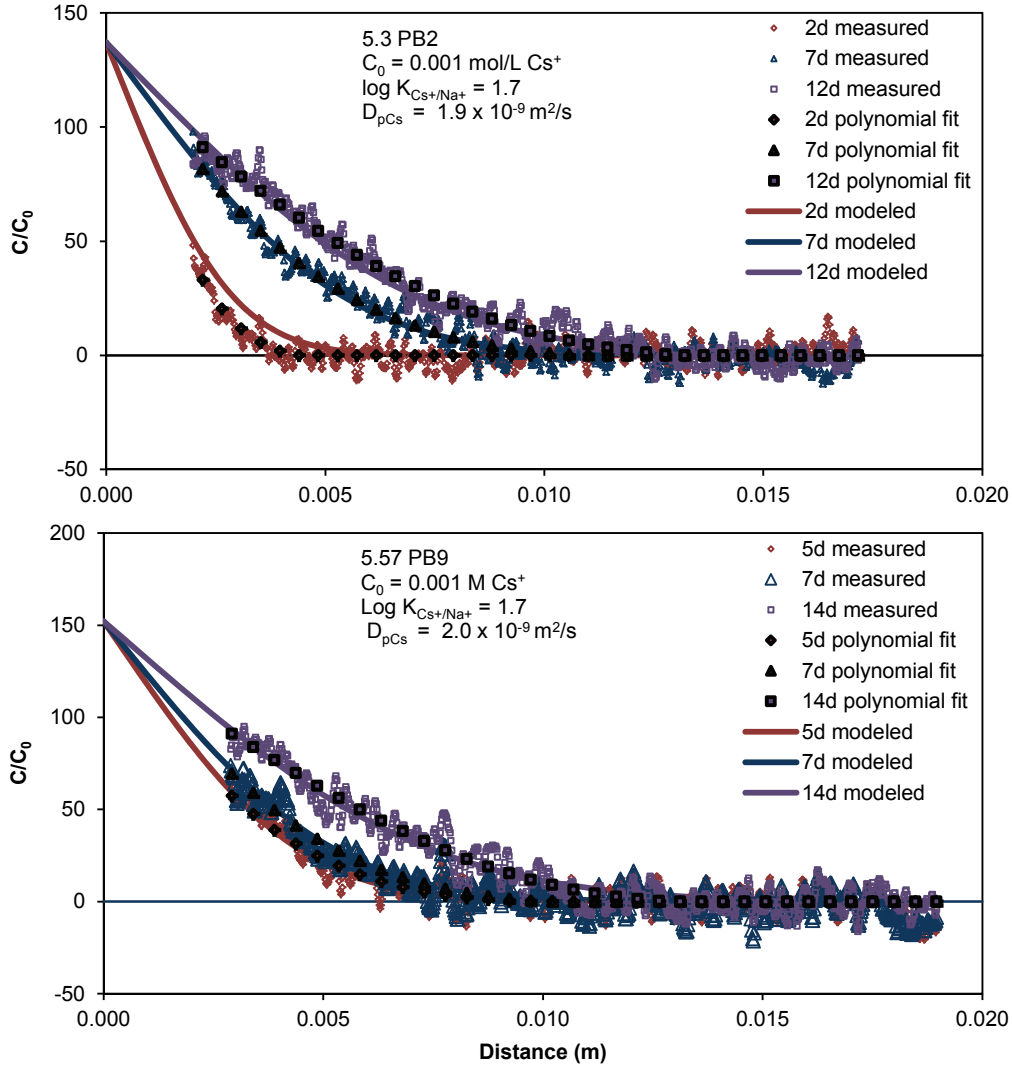 150
100
50
0
-50
C/C₀
0.000
0.005
0.010
0.015
0.020
5.3 PB2
C₀ = 0.001 mol/L Cs⁺
log K_Cs+/Na+ = 1.7
D_pCs = 1.9 x 10⁻⁹ m²/s
2d measured
7d measured
12d measured
2d polynomial fit
7d polynomial fit
12d polynomial fit
2d modeled
7d modeled
12d modeled
200
150
100
50
0
-50
C/C₀
0.000
0.005
0.010
0.015
0.020
Distance (m)
5.57 PB9
C₀ = 0.001 M Cs⁺
Log K_Cs+/Na+ = 1.7
D_pCs = 2.0 x 10⁻⁹ m²/s
5d measured
7d measured
14d measured
5d polynomial fit
7d polynomial fit
14d polynomial fit
5d modeled
7d modeled
14d modeled